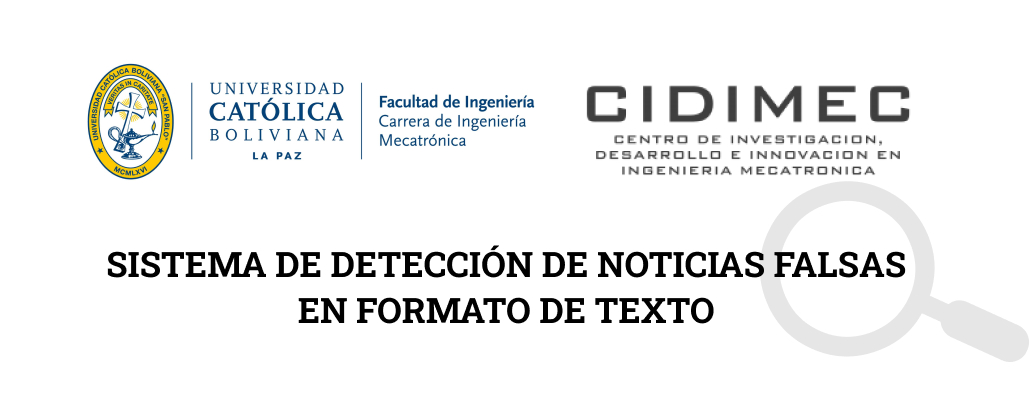 UNIVERSIDAD CATÓLICA BOLIVIANA "SAN PABLO"
VERITAS IN CARITATE
MCMLXVI
UNIVERSIDAD
CATÓLICA
BOLIVIANA
LA PAZ
Facultad de Ingeniería
Carrera de Ingeniería
Mecatrónica
CIDIMEC
CENTRO DE INVESTIGACION,
DESARROLLO E INNOVACION EN
INGENIERIA MECATRONICA
SISTEMA DE DETECCIÓN DE NOTICIAS FALSAS
EN FORMATO DE TEXTO